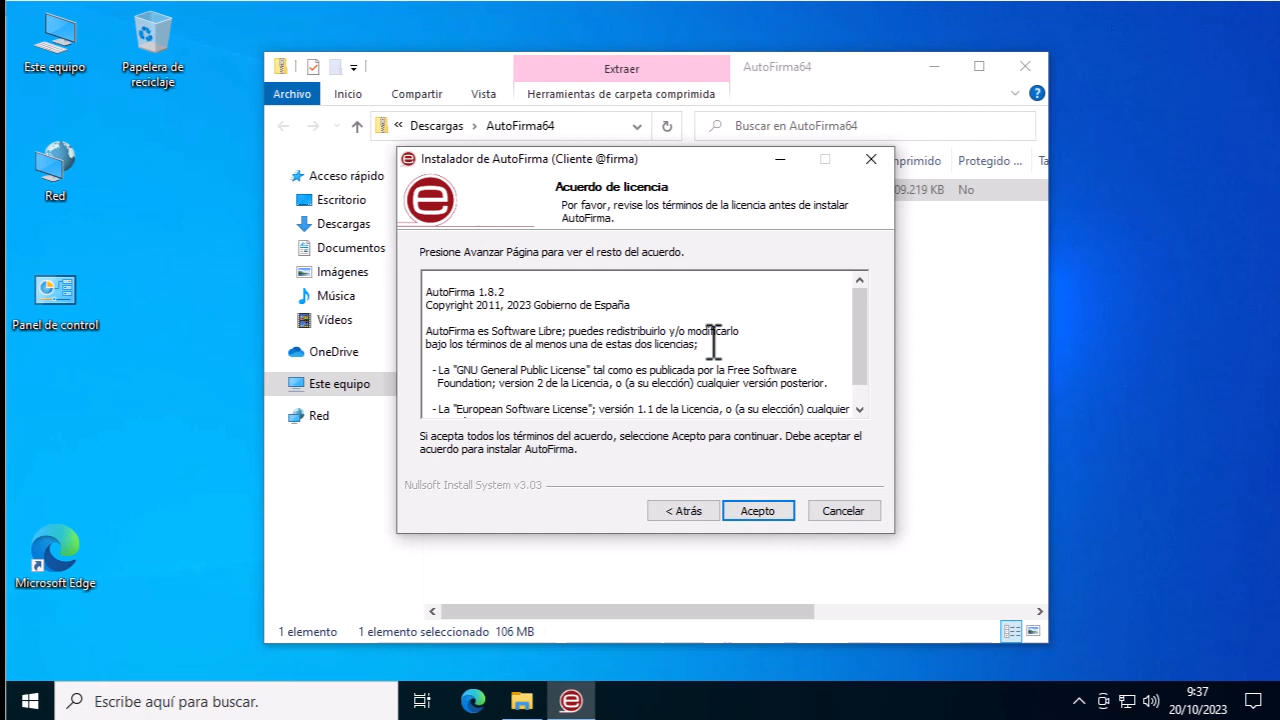 Este equipo
Papelera de
reciclaje
Red
Panel de control
Microsoft Edge
Extraer
AutoFirma64
Archivo
Inicio
Compartir
Vista
Herramientas de carpeta comprimida
« Descargas > AutoFirma64
Buscar en AutoFirma64
Acceso rápido
Escritorio
Descargas
Documentos
Imágenes
Música
Vídeos
OneDrive
Este equipo
Red
Protegido ...
09.219 KB
No
Instalador de AutoFirma (Cliente @firma)
Acuerdo de licencia
Por favor, revise los términos de la licencia antes de instalar
AutoFirma.
Presione Avanzar Página para ver el resto del acuerdo.
AutoFirma 1.8.2
Copyright 2011, 2023 Gobierno de España
AutoFirma es Software Libre; puedes redistribuirlo y/o modificarlo
bajo los términos de al menos una de estas dos licencias;
- La "GNU General Public License" tal como es publicada por la Free Software
Foundation; version 2 de la Licencia, o (a su elección) cualquier versión posterior.
- La "European Software License"; versión 1.1 de la Licencia, o (a su elección) cualquier
Si acepta todos los términos del acuerdo, seleccione Acepto para continuar. Debe aceptar el
acuerdo para instalar AutoFirma.
Nullsoft Install System v3.03
< Atrás
Acepto
Cancelar
1 elemento
1 elemento seleccionado 106 MB
Escribe aquí para buscar.
9:37
20/10/2023